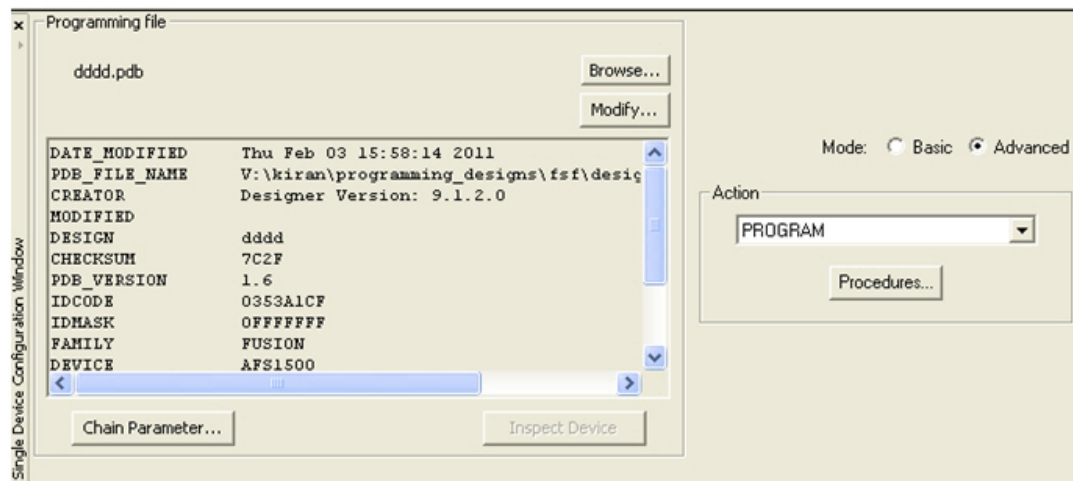 Programming file
dddd.pdb
Browse...
Modify...
DATE_MODIFIED Thu Feb 03 15:58:14 2011
PDB_FILE_NAME V:\kiran\programming_designs\fsf\desig
CREATOR Designer Version: 9.1.2.0
MODIFIED
DESIGN dddd
CHECKSUM 7C2F
PDB_VERSION 1.6
IDCODE 0353A1CF
IDMASK 0FFFFFFF
FAMILY FUSION
DEVICE AFS1500
Chain Parameter...
Inspect Device
Mode: Basic Advanced
Action
PROGRAM
Procedures...
Single Device Configuration Window